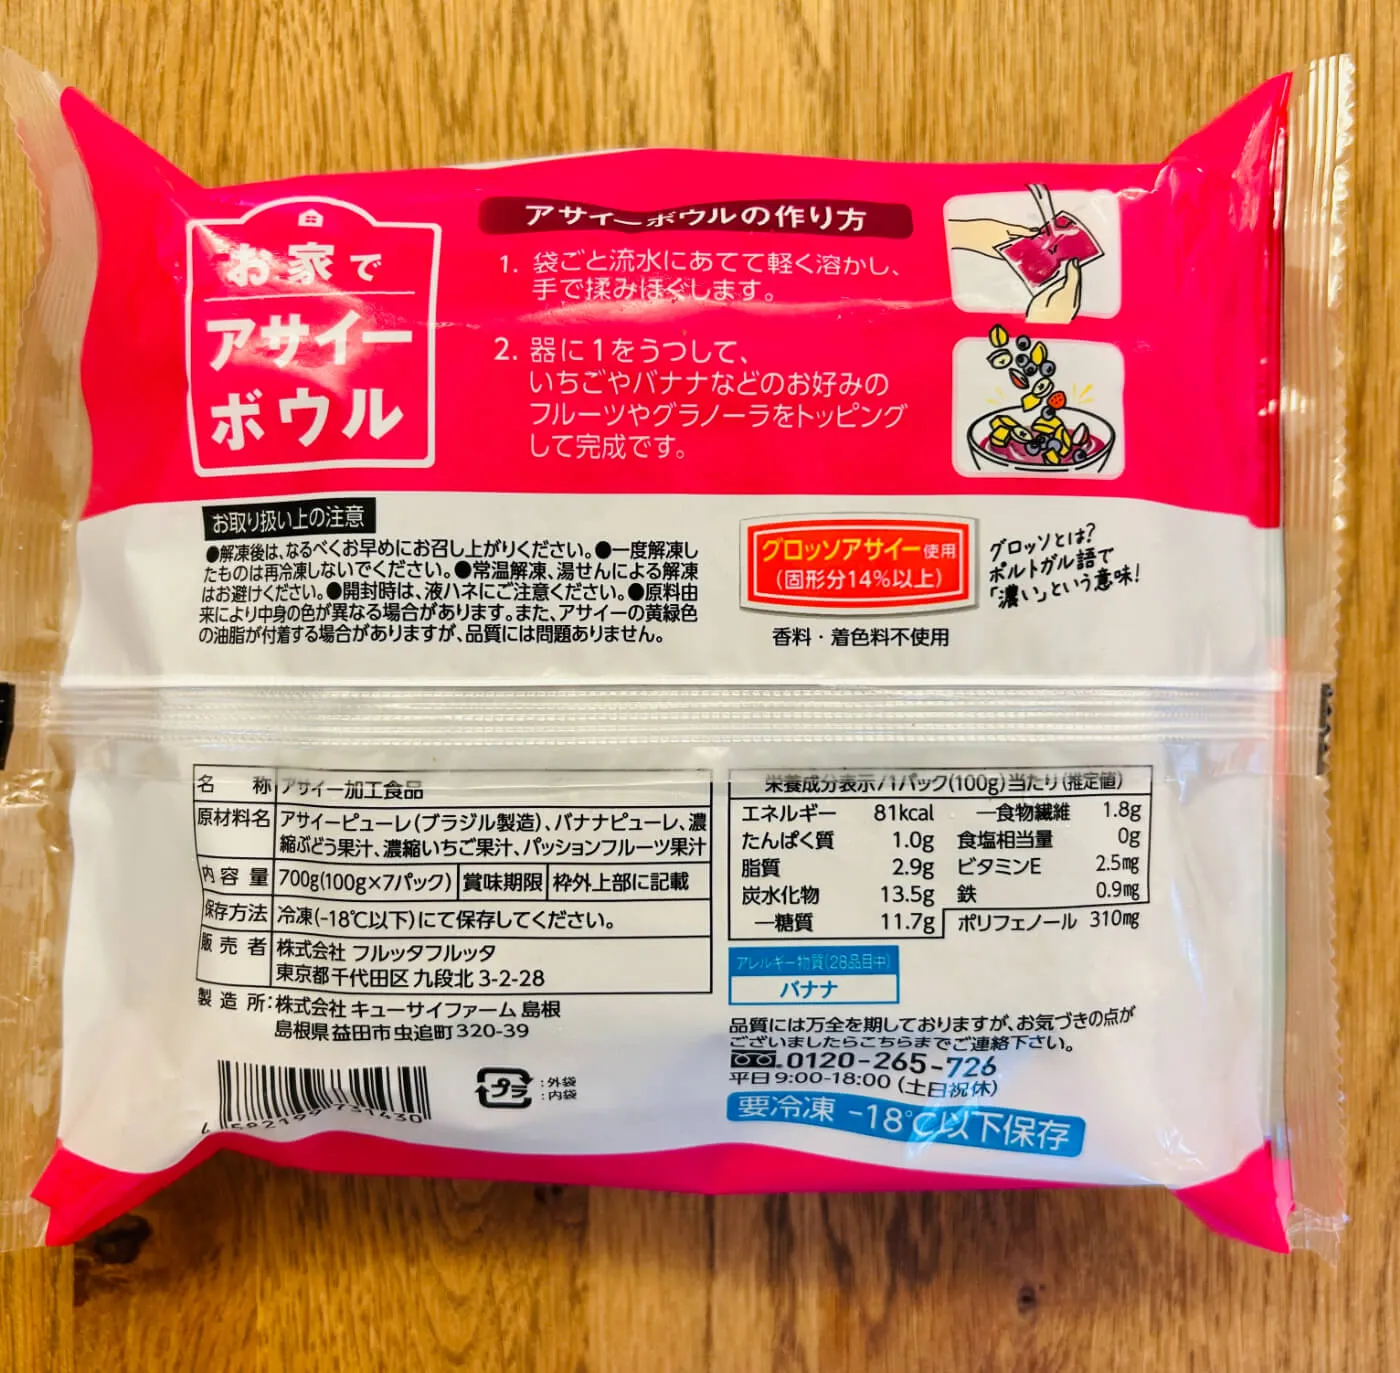 お家で
アサイー
ボウル
アサイーボウルの作り方
1. 袋ごと流水にあてて軽く溶かし、
手で揉みほぐします。
2. 器に1をうつして、
いちごやバナナなどのお好みの
フルーツやグラノーラをトッピング
して完成です。
お取り扱い上の注意
●解凍後は、なるべくお早めにお召し上がりください。●一度解凍し
たものは再冷凍しないでください。●常温解凍、湯せんによる解凍
はお避けください。●開封時は、液ハネにご注意ください。●原料由
来により中身の色が異なる場合があります。また、アサイーの黄緑色
の油脂が付着する場合がありますが、品質には問題ありません。
グロッソアサイー使用
(固形分14%以上)
香料・着色料不使用
グロッソとは?
ポルトガル語で
「濃い」という意味!
名称 アサイー加工食品
原材料名 アサイーピューレ(ブラジル製造)、バナナピューレ、濃
縮ぶどう果汁、濃縮いちご果汁、パッションフルーツ果汁
内容量 700g(100g×7パック) 賞味期限 枠外上部に記載
保存方法 冷凍(-18℃以下)にて保存してください。
販売者 株式会社 フルッタフルッタ
東京都千代田区九段北 3-2-28
製造所:株式会社 キューサイファーム 島根
島根県益田市虫追町320-39
4 582199 731430
プラ
:外袋
:内袋
栄養成分表示/1パック(100g)当たり(推定値)
エネルギー 81kcal
たんぱく質 1.0g
脂質 2.9g
炭水化物 13.5g
―糖質 11.7g
―食物繊維 1.8g
食塩相当量 0g
ビタミンE 2.5mg
鉄 0.9mg
ポリフェノール 310mg
アレルギー物質(28品目中)
バナナ
品質には万全を期しておりますが、お気づきの点が
ございましたらこちらまでご連絡下さい。
0120-265-726
平日 9:00-18:00 (土日祝休)
要冷凍 -18℃以下保存